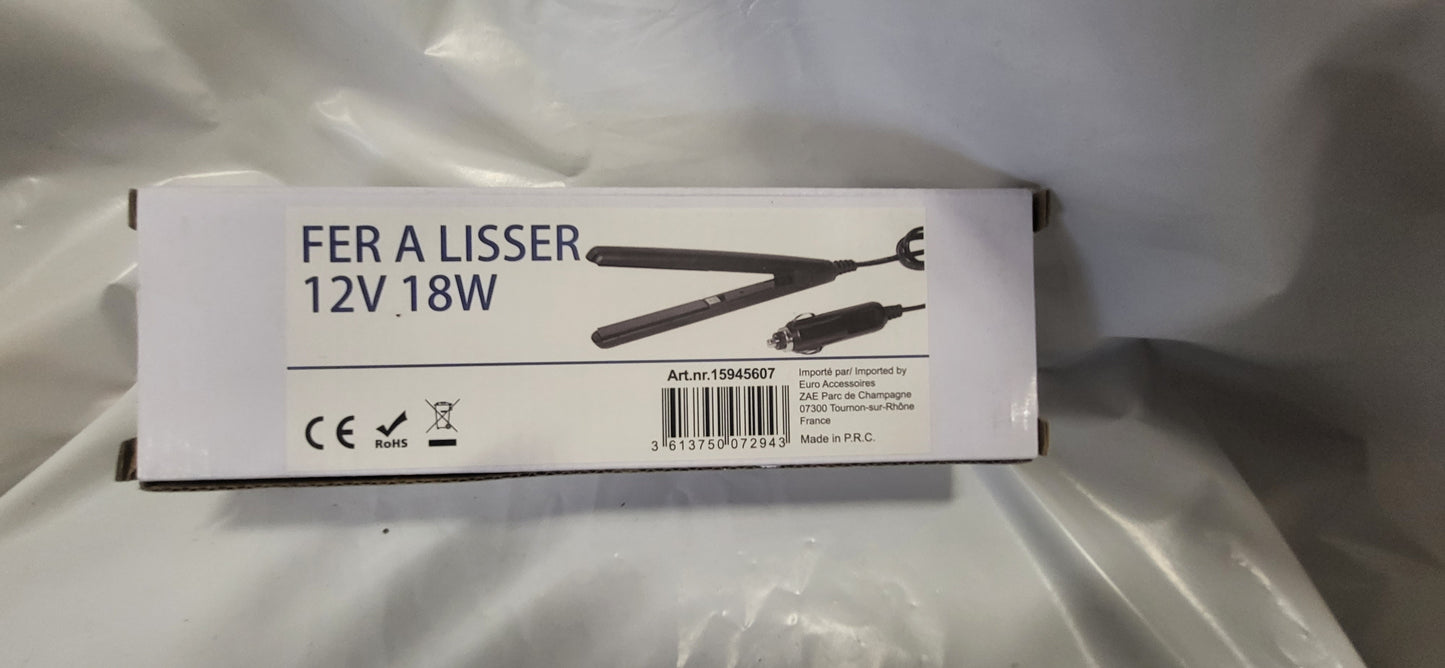 FER A LISSER
12V 18W
CE
RoHS
Art.nr.15945607
3 613750 072943
Importé par/ Imported by
Euro Accessoires
ZAE Parc de Champagne
07300 Tournon-sur-Rhône
France
Made in P.R.C.